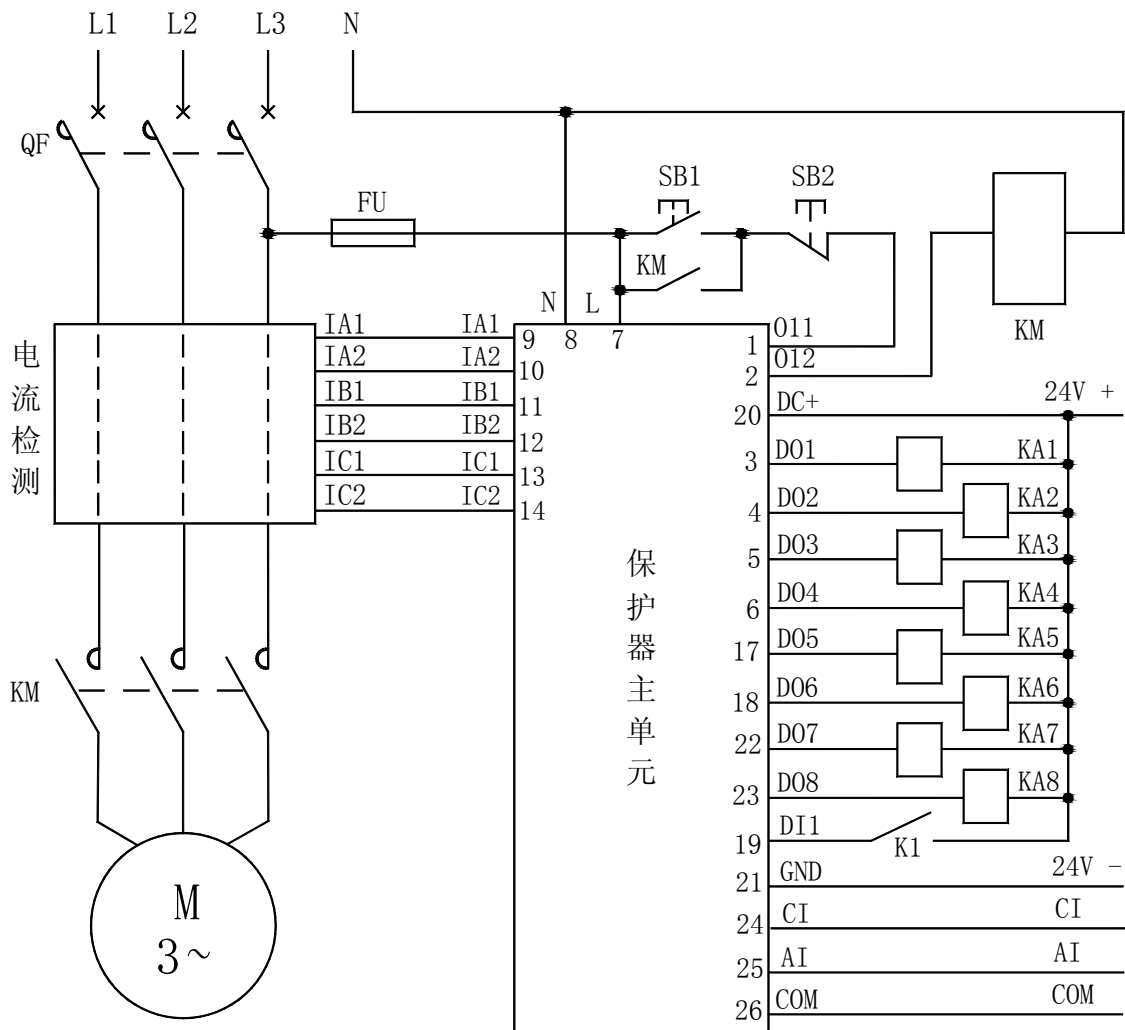 L1 L2 L3 N
QF
FU
SB1 SB2
KM
KM
N L
电流检测
IA1 IA1 9 8 7
IA2 IA2 10
IB1 IB1 11
IB2 IB2 12
IC1 IC1 13
IC2 IC2 14
1 O11
2 O12
20 DC+ 24V +
3 DO1 KA1
4 DO2 KA2
5 DO3 KA3
6 DO4 KA4
17 DO5 KA5
18 DO6 KA6
22 DO7 KA7
23 DO8 KA8
19 DI1 K1
21 GND 24V -
24 CI CI
25 AI AI
26 COM COM
保护器主单元
KM
M
3~